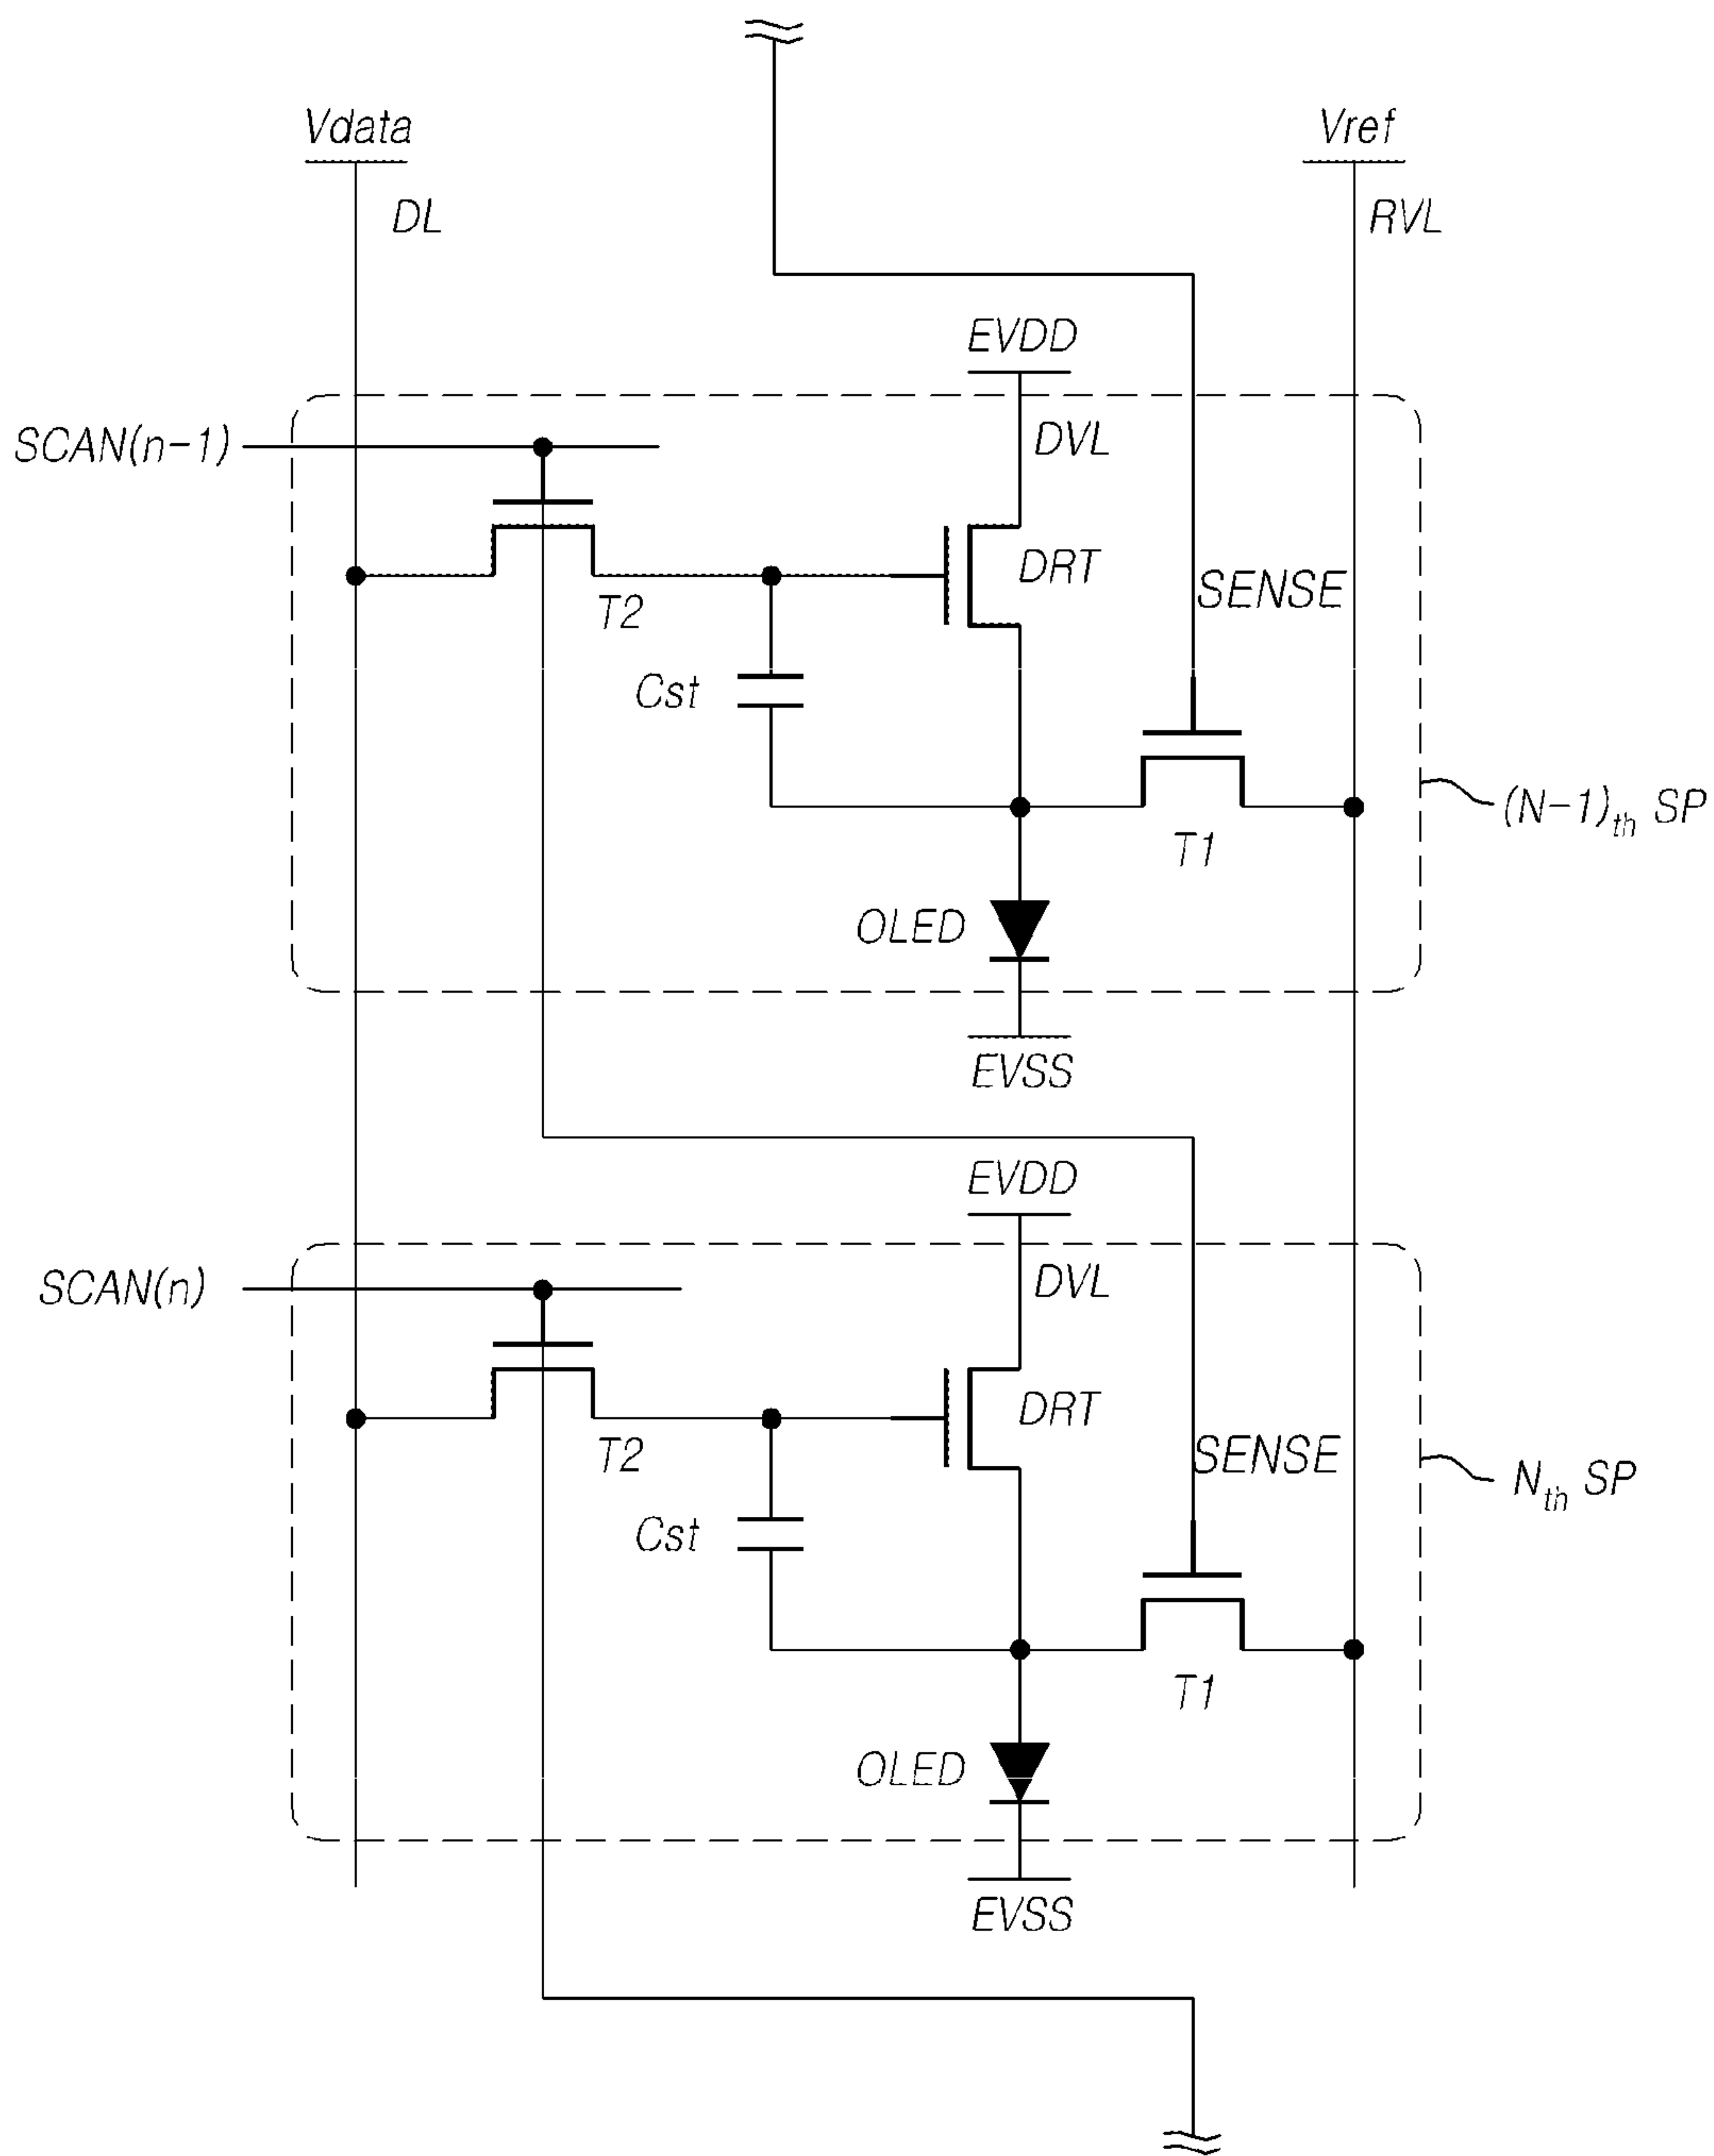 Vdata
Vref
DL
RVL
EVDD
SCAN(n-1)
DVL
DRT
SENSE
T2
Cst
(N-1)th SP
T1
OLED
EVSS
EVDD
SCAN(n)
DVL
DRT
SENSE
T2
Nth SP
Cst
T1
OLED
EVSS